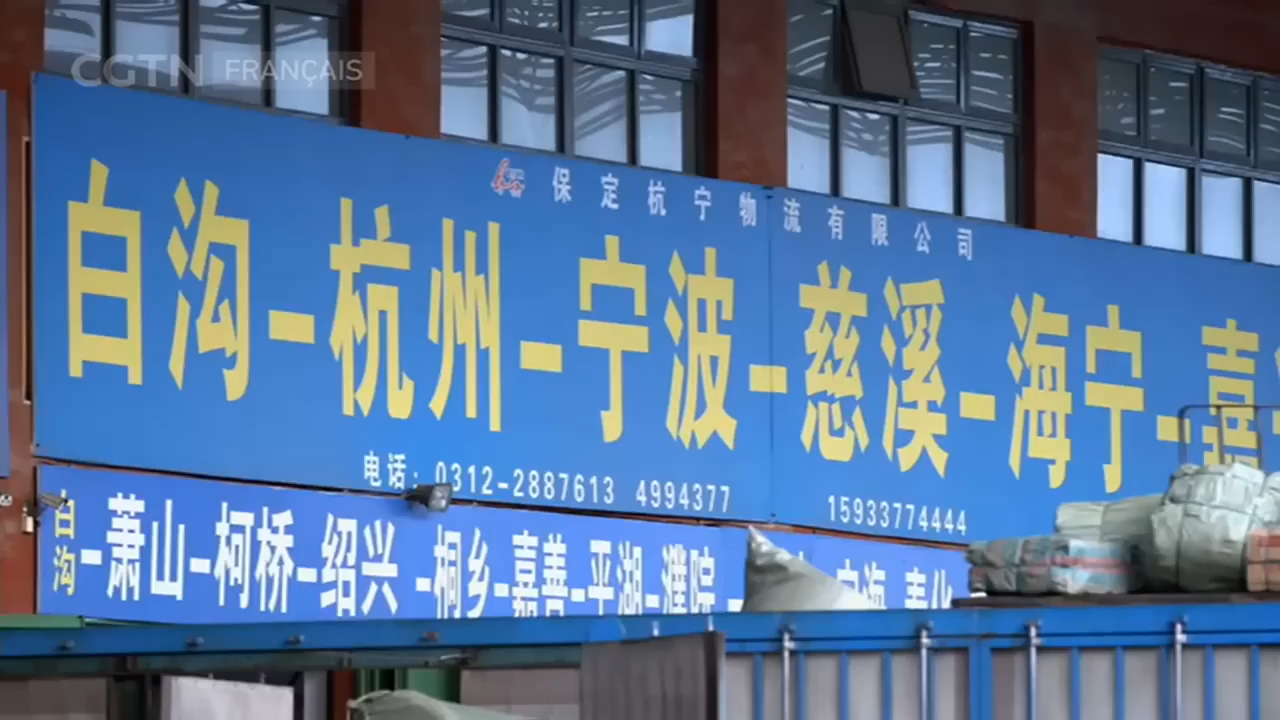 CGTN FRANÇAIS
保定杭宁物流有限公司
白沟-杭州-宁波-慈溪-海宁-嘉
电话: 0312-2887613 4994377 15933774444
白沟-萧山-柯桥-绍兴-桐乡-嘉善-平湖-濮院-